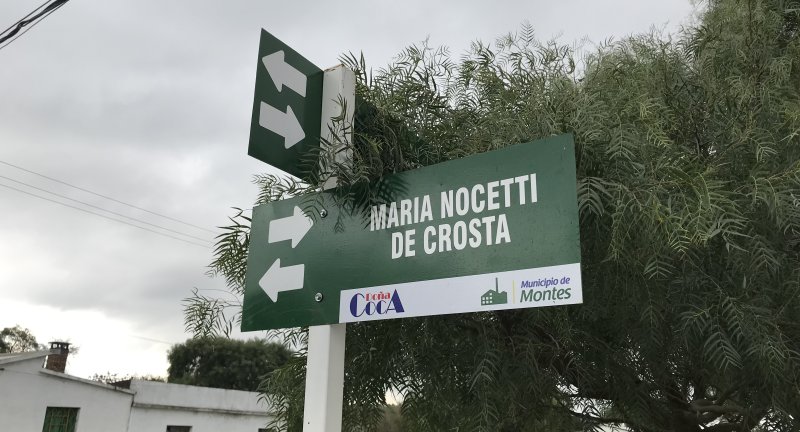 MARIA NOCETTI
DE CROSTA
Doña
COCA
Municipio de
Montes